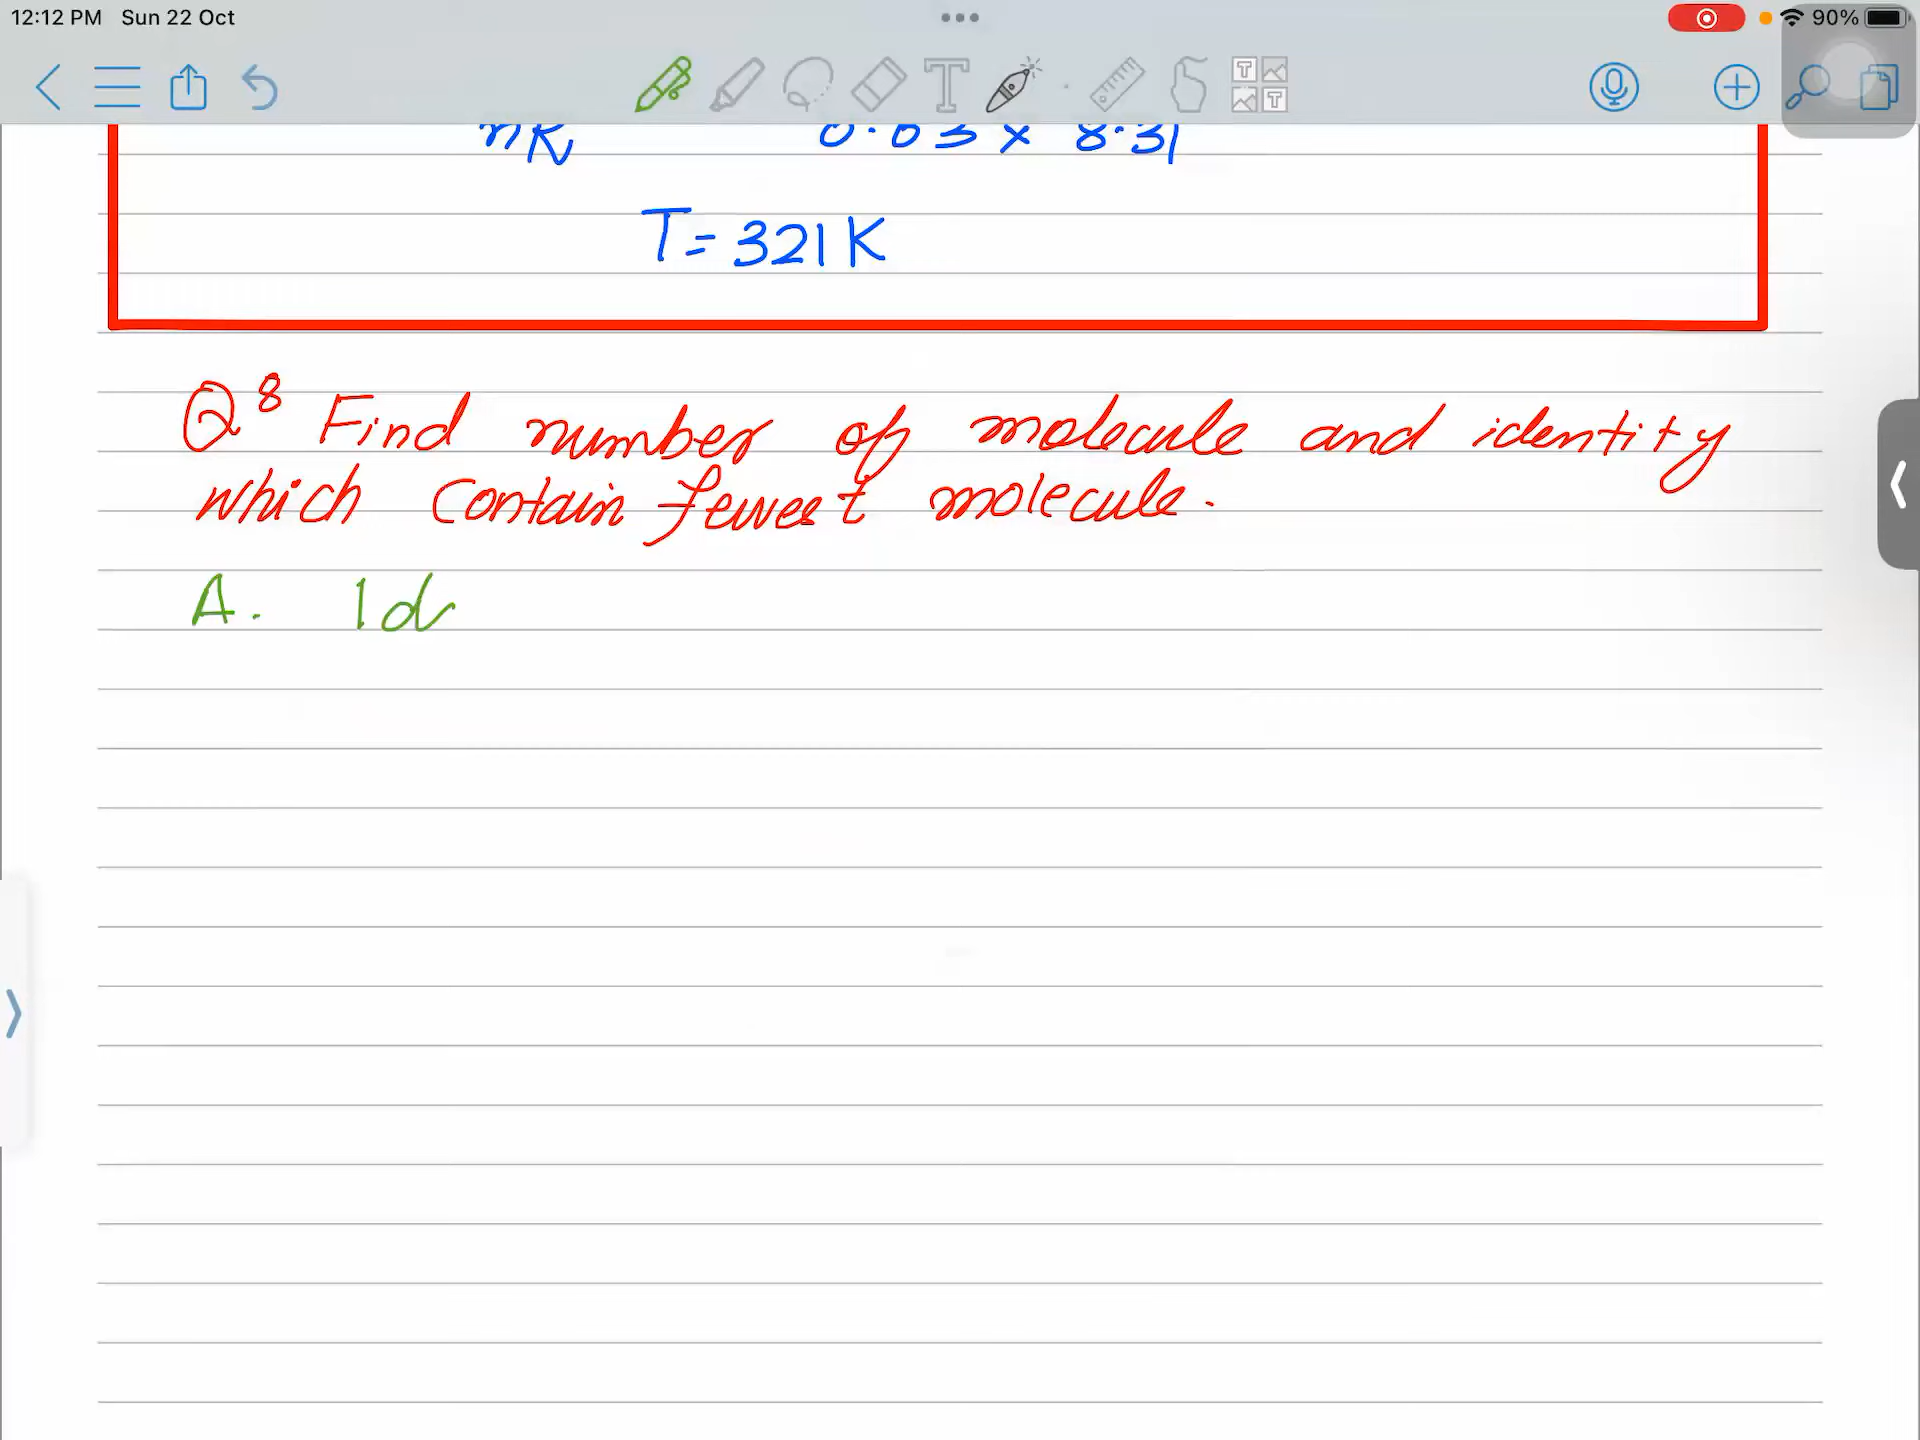 12:12 PM Sun 22 Oct
90%
nR 0.03 x 8.31
T = 321 K
Q8 Find number of molecule and identity
which contain fewest molecule.
A. 1d